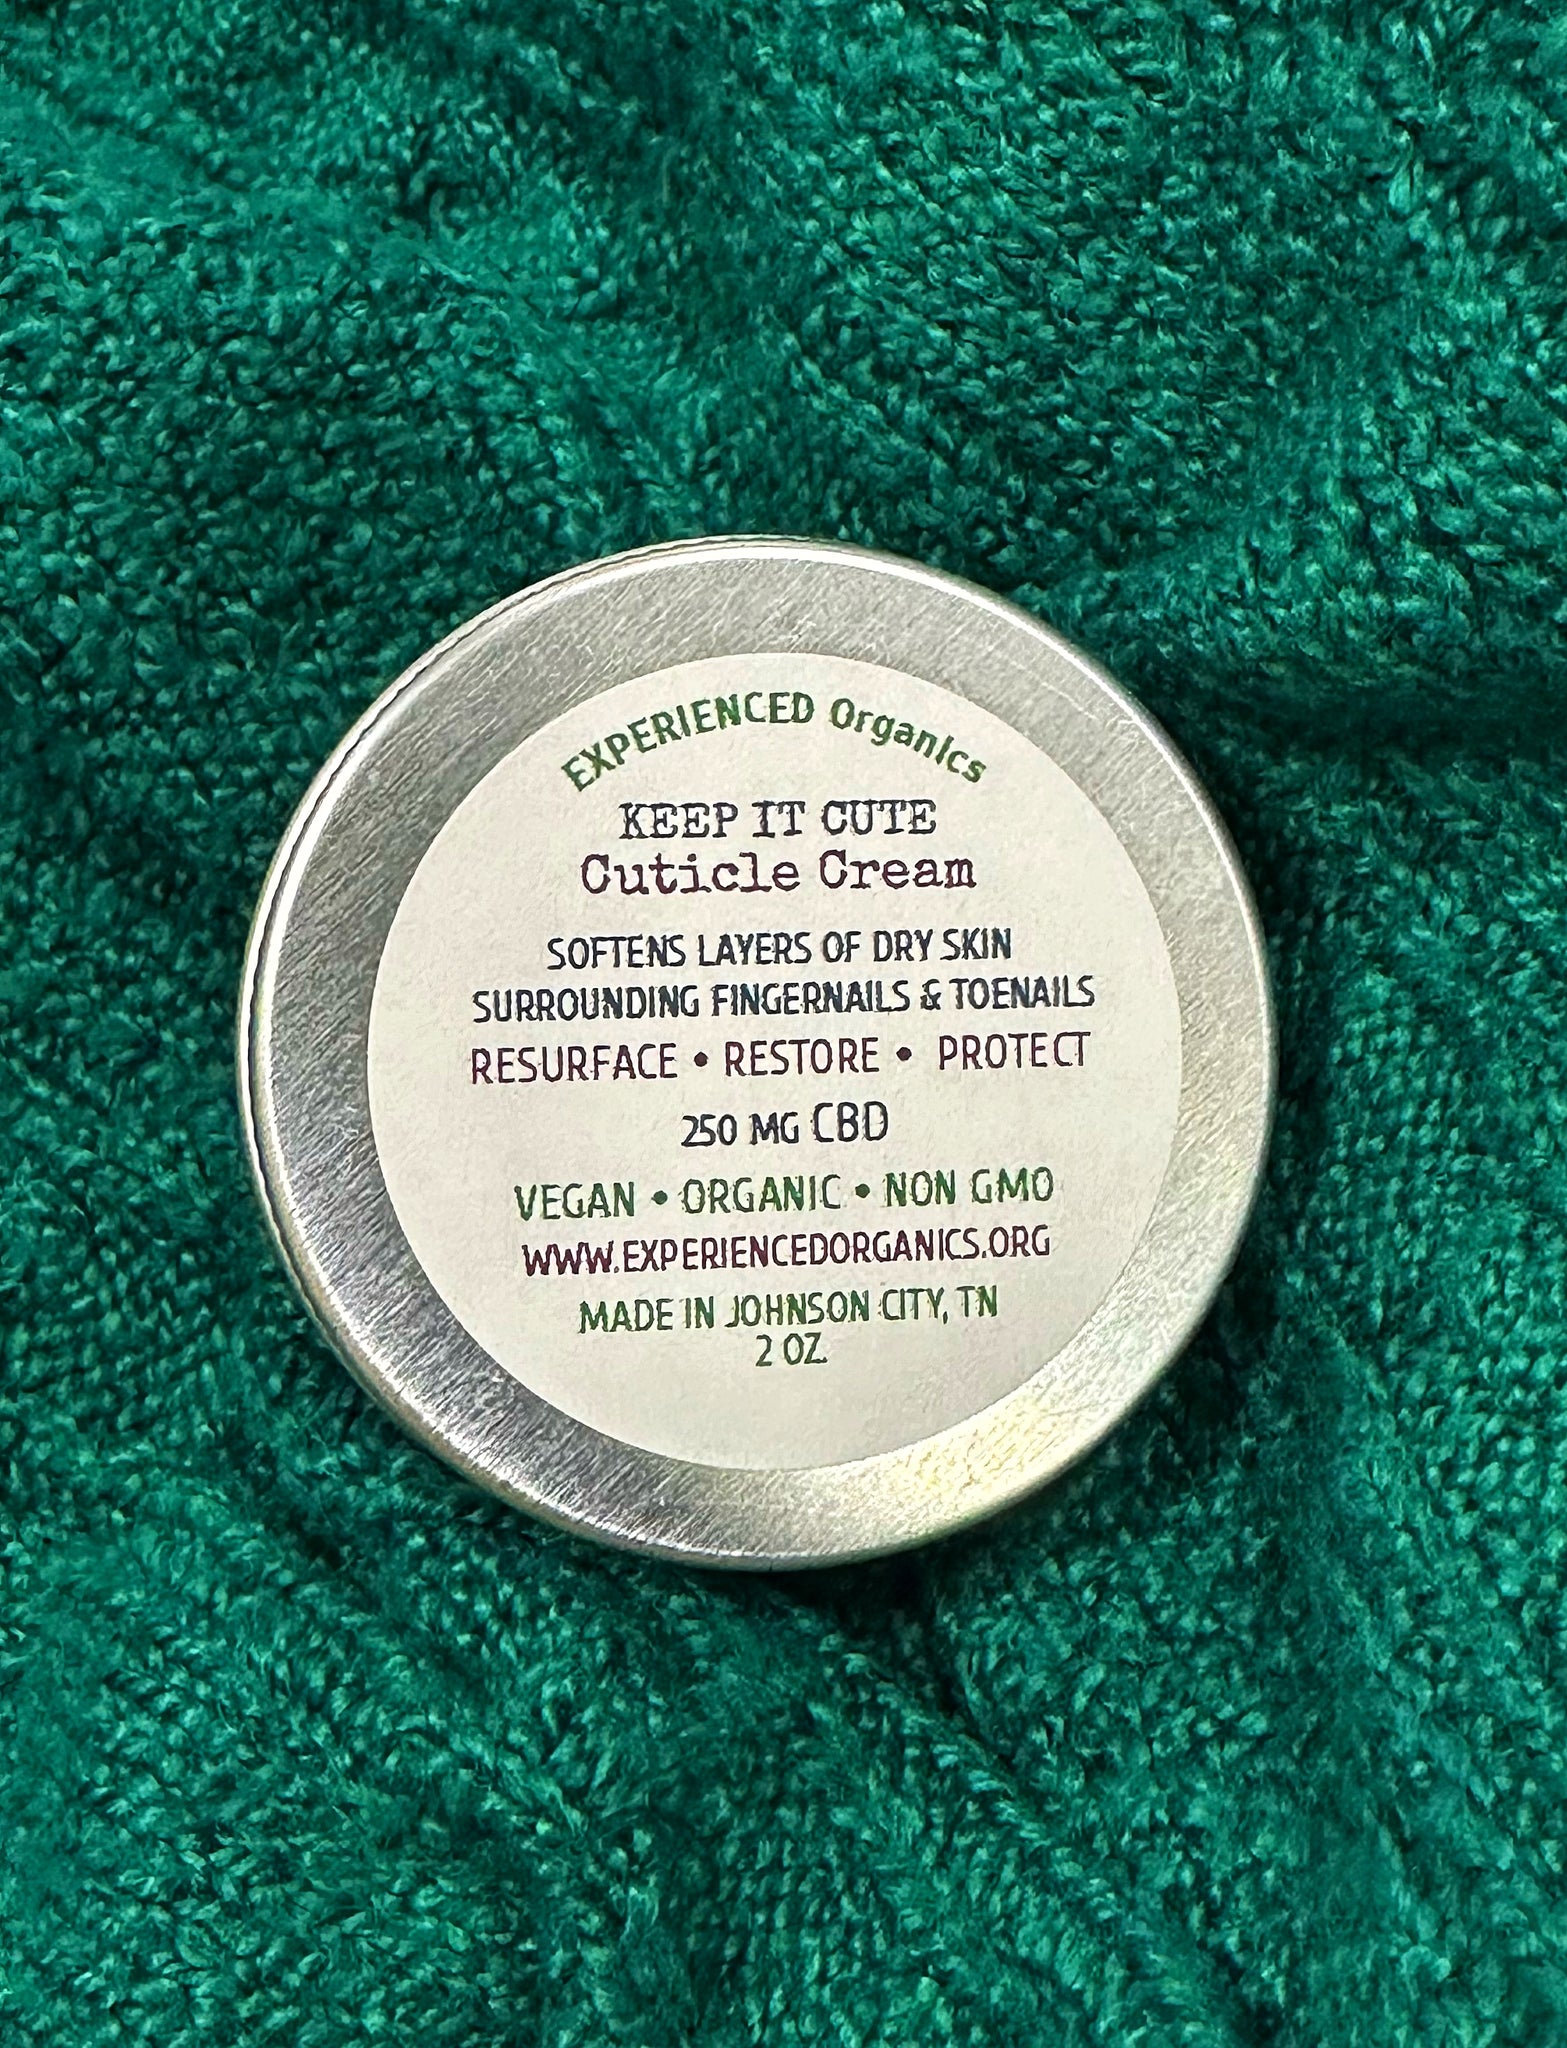 EXPERIENCED Organics
KEEP IT CUTE
Cuticle Cream
SOFTENS LAYERS OF DRY SKIN
SURROUNDING FINGERNAILS & TOENAILS
RESURFACE • RESTORE • PROTECT
250 MG CBD
VEGAN • ORGANIC • NON GMO
WWW.EXPERIENCEDORGANICS.ORG
MADE IN JOHNSON CITY, TN
2 OZ.